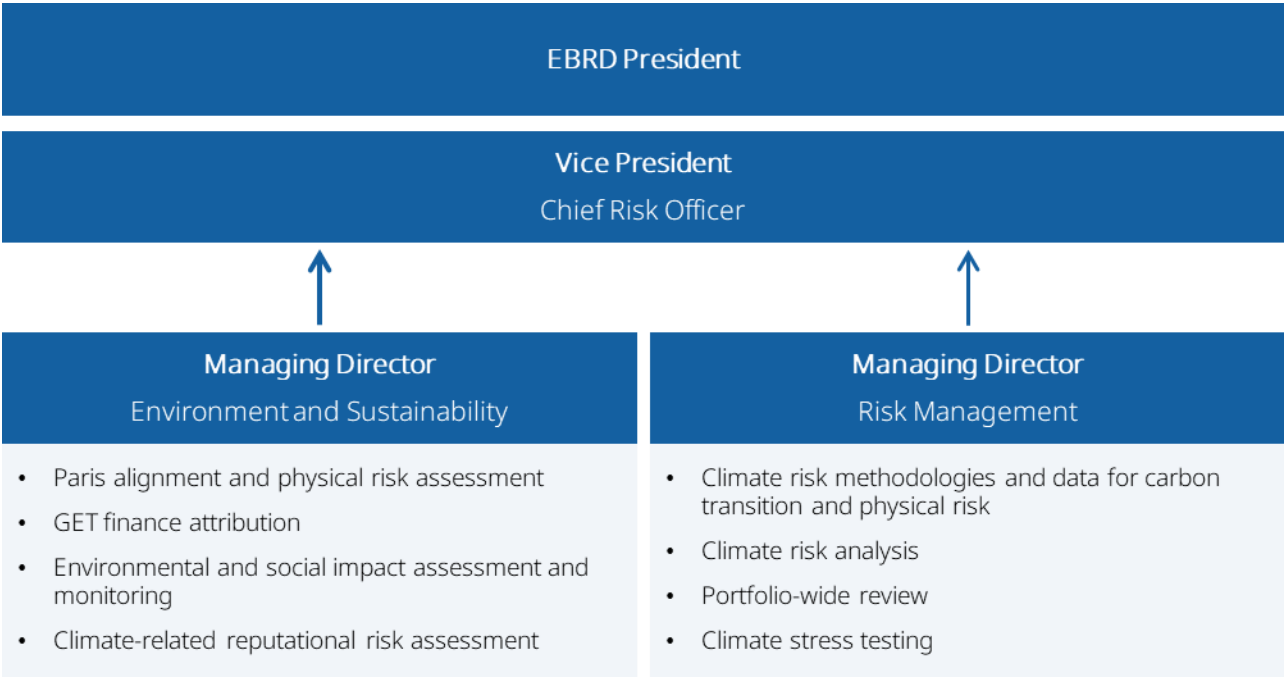 EBRD President
Vice President
Chief Risk Officer
Managing Director
Environment and Sustainability
• Paris alignment and physical risk assessment
• GET finance attribution
• Environmental and social impact assessment and
monitoring
• Climate-related reputational risk assessment
Managing Director
Risk Management
• Climate risk methodologies and data for carbon
transition and physical risk
• Climate risk analysis
• Portfolio-wide review
• Climate stress testing